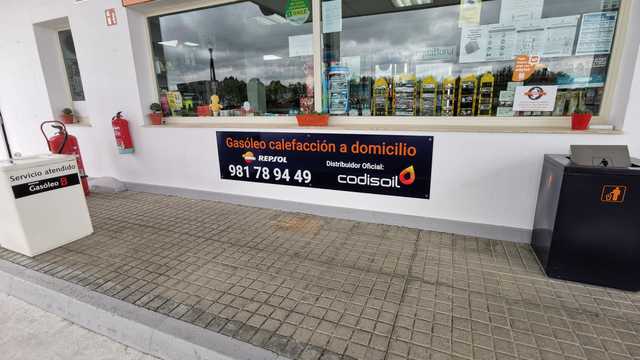 Gasóleo calefacción a domicilio
REPSOL
981 78 94 49
Distribuidor Oficial:
codisoil
Servicio atendido
Gasóleo B